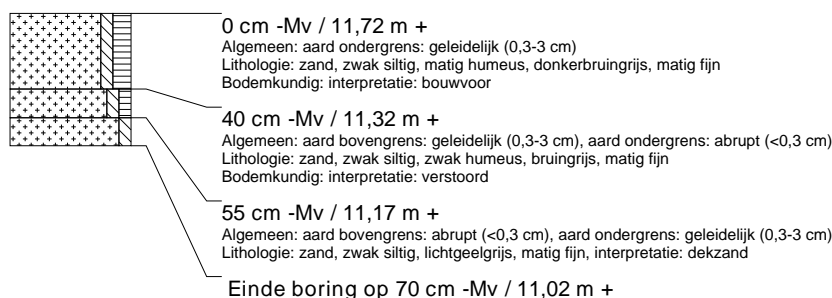 0 cm -Mv / 11,72 m +
Algemeen: aard ondergrens: geleidelijk (0,3-3 cm)
Lithologie: zand, zwak siltig, matig humeus, donkerbruingrijs, matig fijn
Bodemkundig: interpretatie: bouwvoor
40 cm -Mv / 11,32 m +
Algemeen: aard bovengrens: geleidelijk (0,3-3 cm), aard ondergrens: abrupt (<0,3 cm)
Lithologie: zand, zwak siltig, zwak humeus, bruingrijs, matig fijn
Bodemkundig: interpretatie: verstoord
55 cm -Mv / 11,17 m +
Algemeen: aard bovengrens: abrupt (<0,3 cm), aard ondergrens: geleidelijk (0,3-3 cm)
Lithologie: zand, zwak siltig, lichtgeelgrijs, matig fijn, interpretatie: dekzand
Einde boring op 70 cm -Mv / 11,02 m +